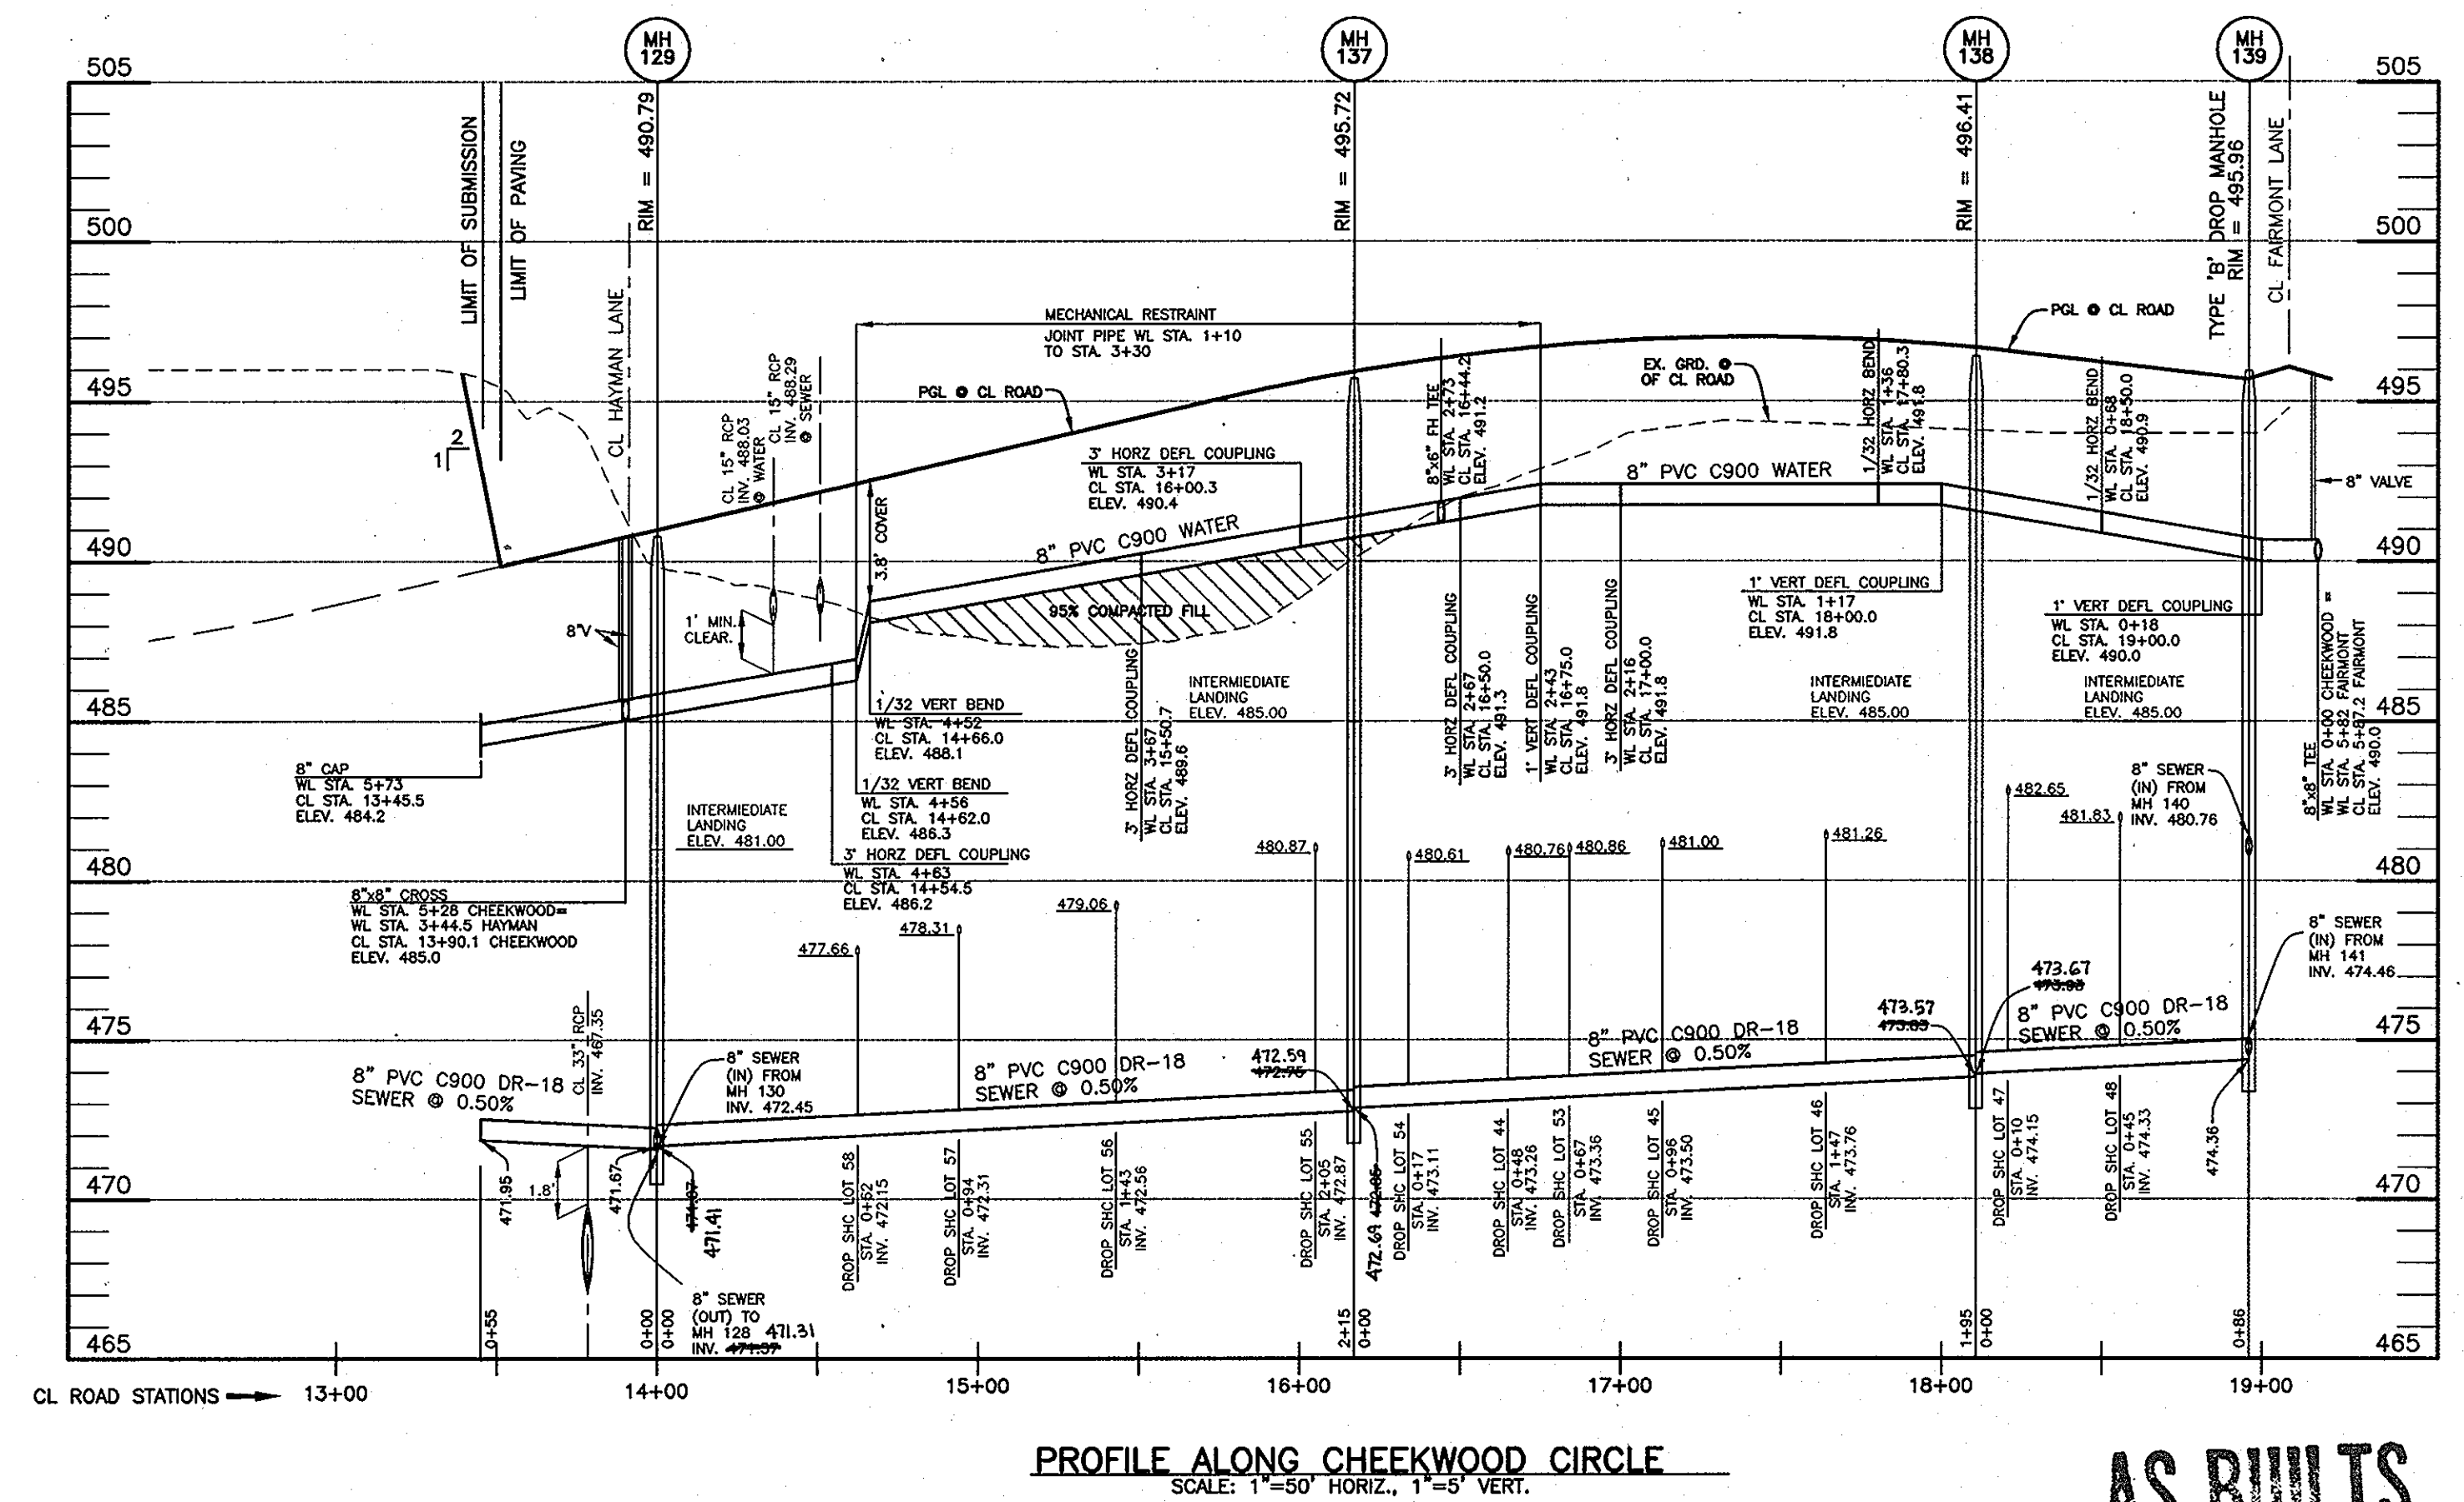 MH
129
MH
137
MH
138
MH
139
505
500
495
490
485
480
475
470
465
505
500
495
490
485
480
475
470
465
LIMIT OF SUBMISSION
LIMIT OF PAVING
CL HAYMAN LANE
RIM = 490.79
RIM = 495.72
RIM = 496.41
TYPE 'B' DROP MANHOLE
RIM = 495.96
CL FAIRMONT LANE
2
1
MECHANICAL RESTRAINT
JOINT PIPE WL STA. 1+10
TO STA. 3+30
CL 15" RCP
INV. 488.03
@ WATER
CL 15" RCP
INV. 488.29
@ SEWER
PGL @ CL ROAD
PGL @ CL ROAD
EX. GRD. @
OF CL ROAD
3.8' COVER
3° HORZ DEFL COUPLING
WL STA. 3+17
CL STA. 16+00.3
ELEV. 490.4
8" PVC C900 WATER
8" PVC C900 WATER
8"x6" FH TEE
WL STA. 2+73
CL STA. 16+44.2
ELEV. 491.2
1/32 HORZ BEND
WL STA. 1+36
CL STA. 17+80.3
ELEV. 491.8
1/32 HORZ BEND
WL STA. 0+68
CL STA. 18+50.0
ELEV. 490.9
8" VALVE
95% COMPACTED FILL
1' MIN.
CLEAR.
8"V
1° VERT DEFL COUPLING
WL STA. 1+17
CL STA. 18+00.0
ELEV. 491.8
1° VERT DEFL COUPLING
WL STA. 0+18
CL STA. 19+00.0
ELEV. 490.0
1/32 VERT BEND
WL STA. 4+52
CL STA. 14+66.0
ELEV. 488.1
1/32 VERT BEND
WL STA. 4+56
CL STA. 14+62.0
ELEV. 486.3
3° HORZ DEFL COUPLING
WL STA. 4+63
CL STA. 14+54.5
ELEV. 486.2
3° HORZ DEFL COUPLING
WL STA. 3+67
CL STA. 15+50.7
ELEV. 489.6
3° HORZ DEFL COUPLING
WL STA. 2+67
CL STA. 16+50.0
ELEV. 491.3
1° VERT DEFL COUPLING
WL STA. 2+43
CL STA. 16+75.0
ELEV. 491.8
3° HORZ DEFL COUPLING
WL STA. 2+16
CL STA. 17+00.0
ELEV. 491.8
INTERMIEDIATE
LANDING
ELEV. 481.00
INTERMIEDIATE
LANDING
ELEV. 485.00
INTERMIEDIATE
LANDING
ELEV. 485.00
INTERMIEDIATE
LANDING
ELEV. 485.00
8"x8" TEE
WL STA. 0+00 CHEEKWOOD =
WL STA. 5+82 FAIRMONT
CL STA. 5+87.2 FAIRMONT
ELEV. 490.0
8" CAP
WL STA. 5+73
CL STA. 13+45.5
ELEV. 484.2
8"x8" CROSS
WL STA. 5+28 CHEEKWOOD=
WL STA. 3+44.5 HAYMAN
CL STA. 13+90.1 CHEEKWOOD
ELEV. 485.0
8" SEWER
(IN) FROM
MH 140
INV. 480.76
8" SEWER
(IN) FROM
MH 141
INV. 474.46
477.66
478.31
479.06
480.87
480.61
480.76
480.86
481.00
481.26
482.65
481.83
CL 33" RCP
INV. 467.35
8" PVC C900 DR-18
SEWER @ 0.50%
8" SEWER
(IN) FROM
MH 130
INV. 472.45
8" PVC C900 DR-18
SEWER @ 0.50%
472.59
472.75
8" PVC C900 DR-18
SEWER @ 0.50%
473.57
473.83
473.67
473.93
8" PVC C900 DR-18
SEWER @ 0.50%
471.95
1.8'
471.67
471.41
DROP SHC LOT 58
STA. 0+62
INV. 472.15
DROP SHC LOT 57
STA. 0+94
INV. 472.31
DROP SHC LOT 56
STA. 1+43
INV. 472.56
DROP SHC LOT 55
STA. 2+05
INV. 472.87
472.69 472.85
DROP SHC LOT 54
STA. 0+17
INV. 473.11
DROP SHC LOT 44
STA. 0+48
INV. 473.26
DROP SHC LOT 53
STA. 0+67
INV. 473.36
DROP SHC LOT 45
STA. 0+96
INV. 473.50
DROP SHC LOT 46
STA. 1+47
INV. 473.76
DROP SHC LOT 47
STA. 0+10
INV. 474.15
DROP SHC LOT 48
STA. 0+45
INV. 474.33
474.36
8" SEWER
(OUT) TO
MH 128 471.31
INV. 471.57
0+55
0+00
0+00
2+15
0+00
1+95
0+00
0+86
CL ROAD STATIONS
13+00
14+00
15+00
16+00
17+00
18+00
19+00
PROFILE ALONG CHEEKWOOD CIRCLE
SCALE: 1"=50' HORIZ., 1"=5' VERT.
AS BUILTS